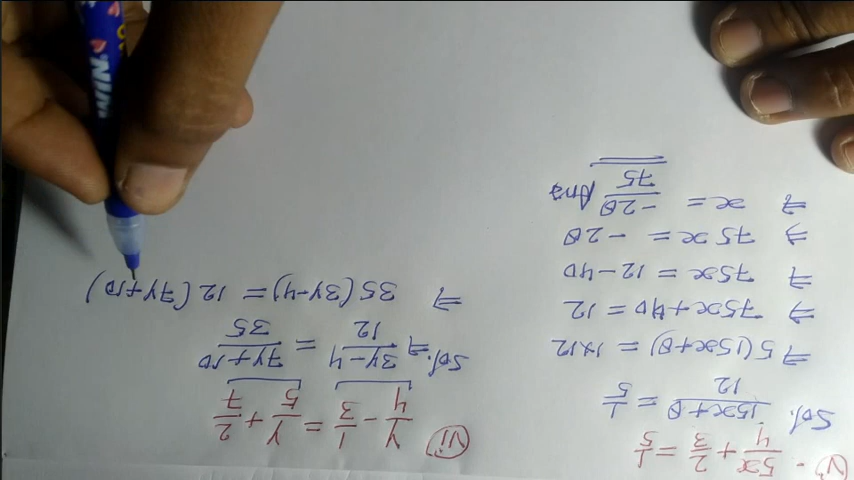 (v) · 5x/4 + 2/3 = 1/5
Sol. 15x+8/12 = 1/5
⇒ 5(15x+8) = 1×12
⇒ 75x+40 = 12
⇒ 75x = 12-40
⇒ 75x = -28
⇒ x = -28/75 Ans
(vi) y/4 - 1/3 = y/5 + 2/7
Sol. ⇒ 3y-4/12 = 7y+10/35
⇒ 35(3y-4) = 12(7y+10)